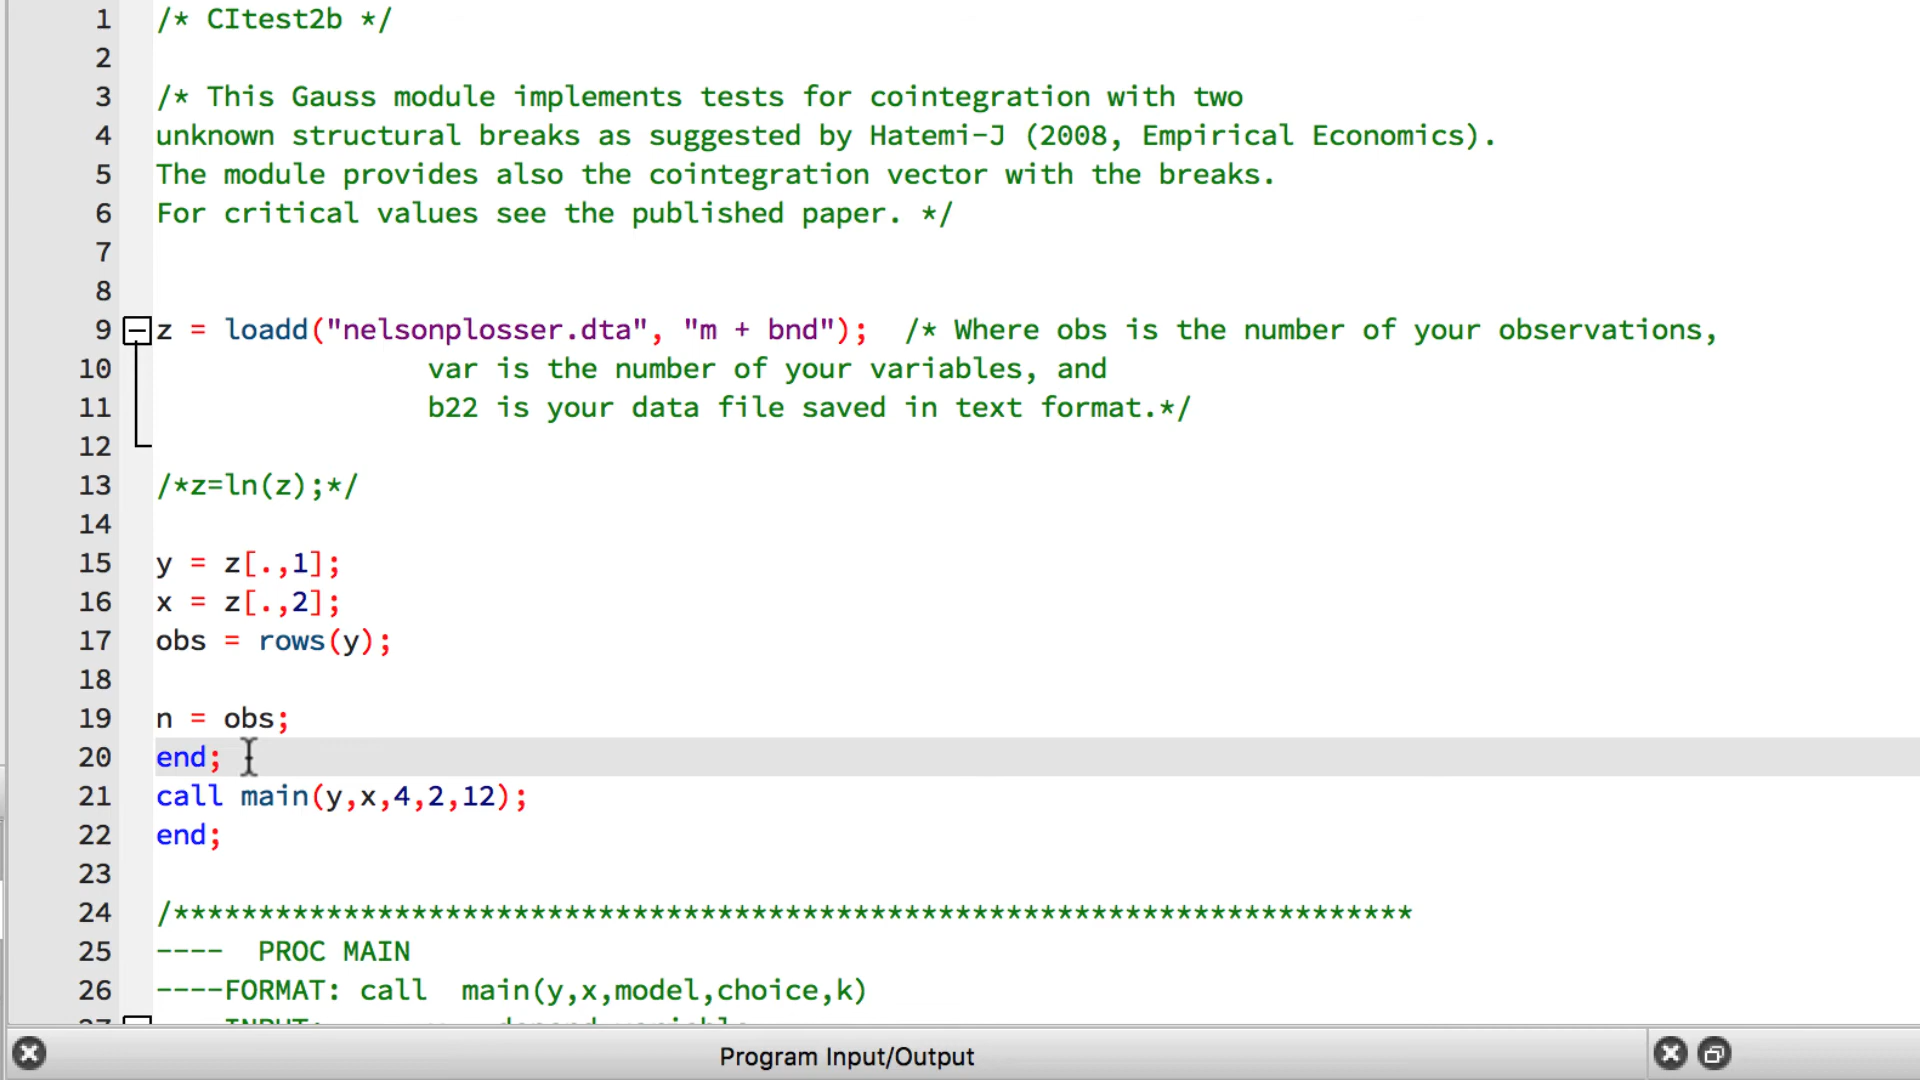 1 /* CItest2b */
2
3 /* This Gauss module implements tests for cointegration with two
4 unknown structural breaks as suggested by Hatemi-J (2008, Empirical Economics).
5 The module provides also the cointegration vector with the breaks.
6 For critical values see the published paper. */
7
8
9 z = loadd("nelsonplosser.dta", "m + bnd"); /* Where obs is the number of your observations,
10 var is the number of your variables, and
11 b22 is your data file saved in text format.*/
12
13 /*z=ln(z);*/
14
15 y = z[.,1];
16 x = z[.,2];
17 obs = rows(y);
18
19 n = obs;
20 end;
21 call main(y,x,4,2,12);
22 end;
23
24 /*************************************************************************
25 ---- PROC MAIN
26 ----FORMAT: call main(y,x,model,choice,k)
Program Input/Output